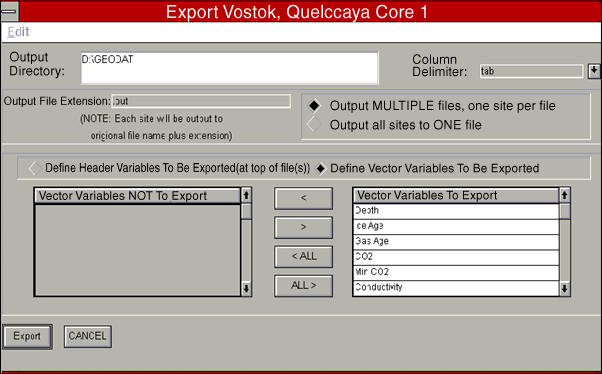 Export Vostok, Quelccaya Core 1
Edit
Output Directory:
D:\GEODAT
Column Delimiter:
tab
Output File Extension:
.out
(NOTE: Each site will be output to
original file name plus extension)
Output MULTIPLE files, one site per file
Output all sites to ONE file
Define Header Variables To Be Exported(at top of file(s))
Define Vector Variables To Be Exported
Vector Variables NOT To Export
<
>
< ALL
ALL >
Vector Variables To Export
Depth
Ice Age
Gas Age
CO2
Min CO2
Conductivity
Export
CANCEL